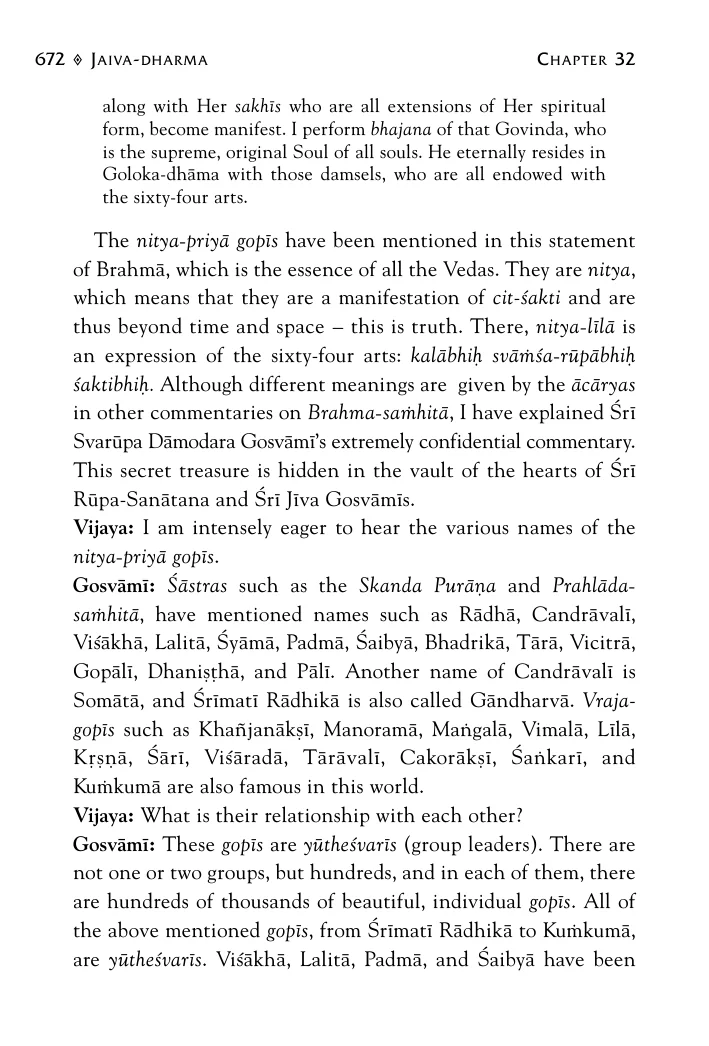 672 ◊ JAIVA-DHARMA CHAPTER 32
along with Her sakhīs who are all extensions of Her spiritual
form, become manifest. I perform bhajana of that Govinda, who
is the supreme, original Soul of all souls. He eternally resides in
Goloka-dhāma with those damsels, who are all endowed with
the sixty-four arts.
The nitya-priyā gopīs have been mentioned in this statement
of Brahmā, which is the essence of all the Vedas. They are nitya,
which means that they are a manifestation of cit-śakti and are
thus beyond time and space – this is truth. There, nitya-līlā is
an expression of the sixty-four arts: kalābhiḥ svāṁśa-rūpābhiḥ
śaktibhiḥ. Although different meanings are given by the ācāryas
in other commentaries on Brahma-saṁhitā, I have explained Śrī
Svarūpa Dāmodara Gosvāmī's extremely confidential commentary.
This secret treasure is hidden in the vault of the hearts of Śrī
Rūpa-Sanātana and Śrī Jīva Gosvāmīs.
Vijaya: I am intensely eager to hear the various names of the
nitya-priyā gopīs.
Gosvāmī: Śāstras such as the Skanda Purāṇa and Prahlāda-
saṁhitā, have mentioned names such as Rādhā, Candrāvalī,
Viśākhā, Lalitā, Śyāmā, Padmā, Śaibyā, Bhadrikā, Tārā, Vicitrā,
Gopālī, Dhaniṣṭhā, and Pālī. Another name of Candrāvalī is
Somātā, and Śrīmatī Rādhikā is also called Gāndharvā. Vraja-
gopīs such as Khañjanākṣī, Manoramā, Maṅgalā, Vimalā, Līlā,
Kṛṣṇā, Śārī, Viśāradā, Tārāvalī, Cakorākṣī, Śaṅkarī, and
Kuṁkumā are also famous in this world.
Vijaya: What is their relationship with each other?
Gosvāmī: These gopīs are yūtheśvarīs (group leaders). There are
not one or two groups, but hundreds, and in each of them, there
are hundreds of thousands of beautiful, individual gopīs. All of
the above mentioned gopīs, from Śrīmatī Rādhikā to Kuṁkumā,
are yūtheśvarīs. Viśākhā, Lalitā, Padmā, and Śaibyā have been